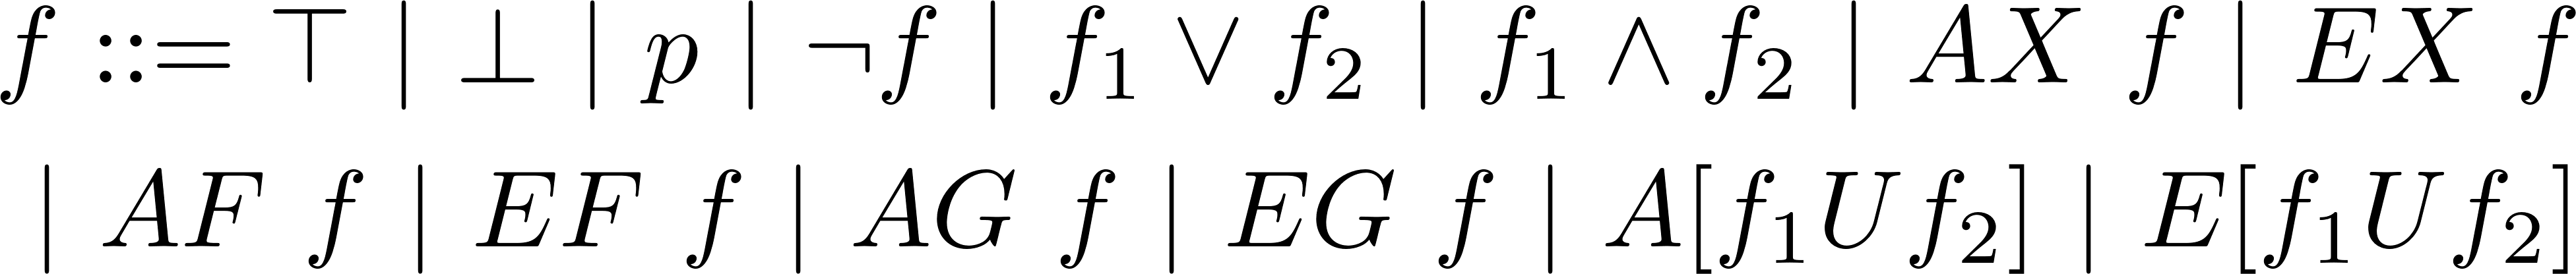 f ::= ⊤ | ⊥ | p | ¬f | f₁ ∨ f₂ | f₁ ∧ f₂ | AX f | EX f
| AF f | EF f | AG f | EG f | A[f₁Uf₂] | E[f₁Uf₂]